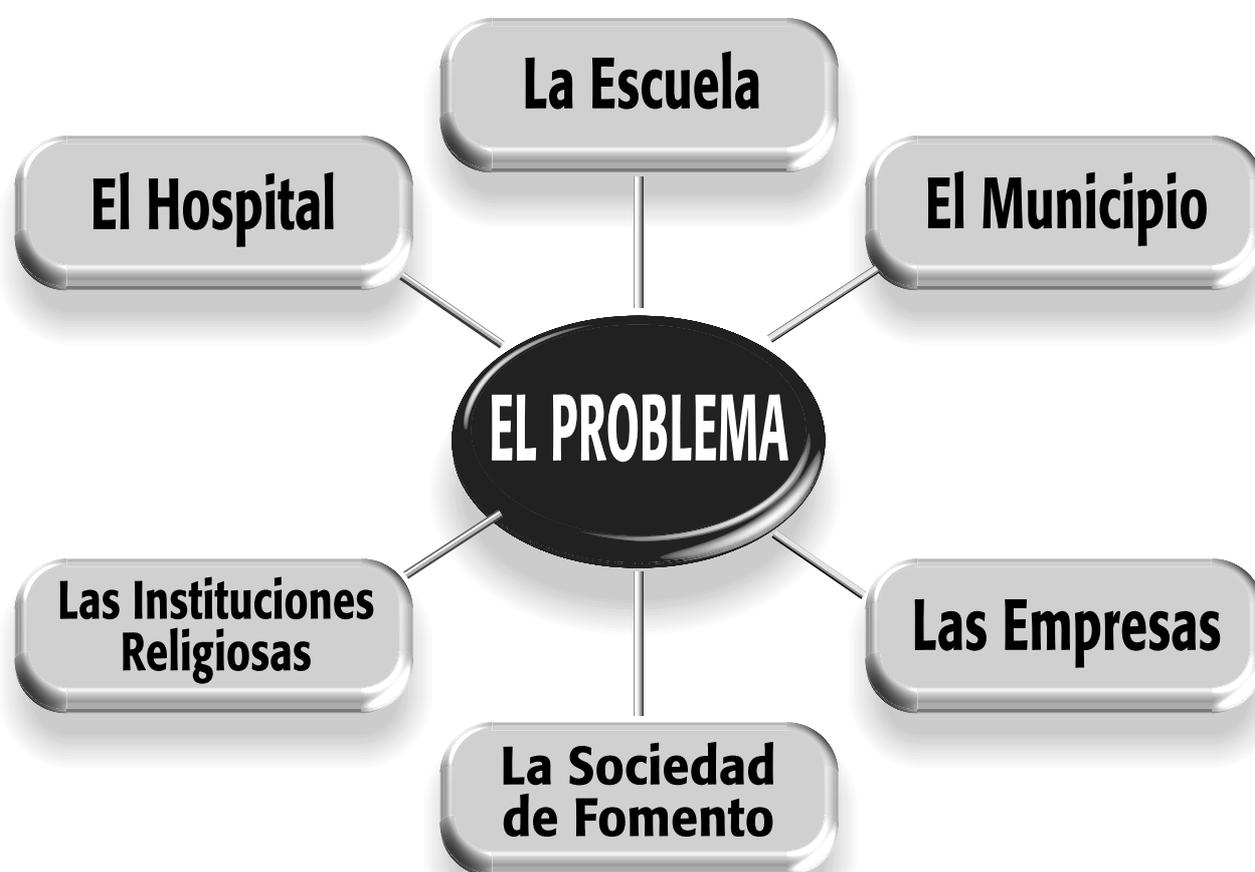 La Escuela
El Hospital
El Municipio
EL PROBLEMA
Las Instituciones
Religiosas
Las Empresas
La Sociedad
de Fomento